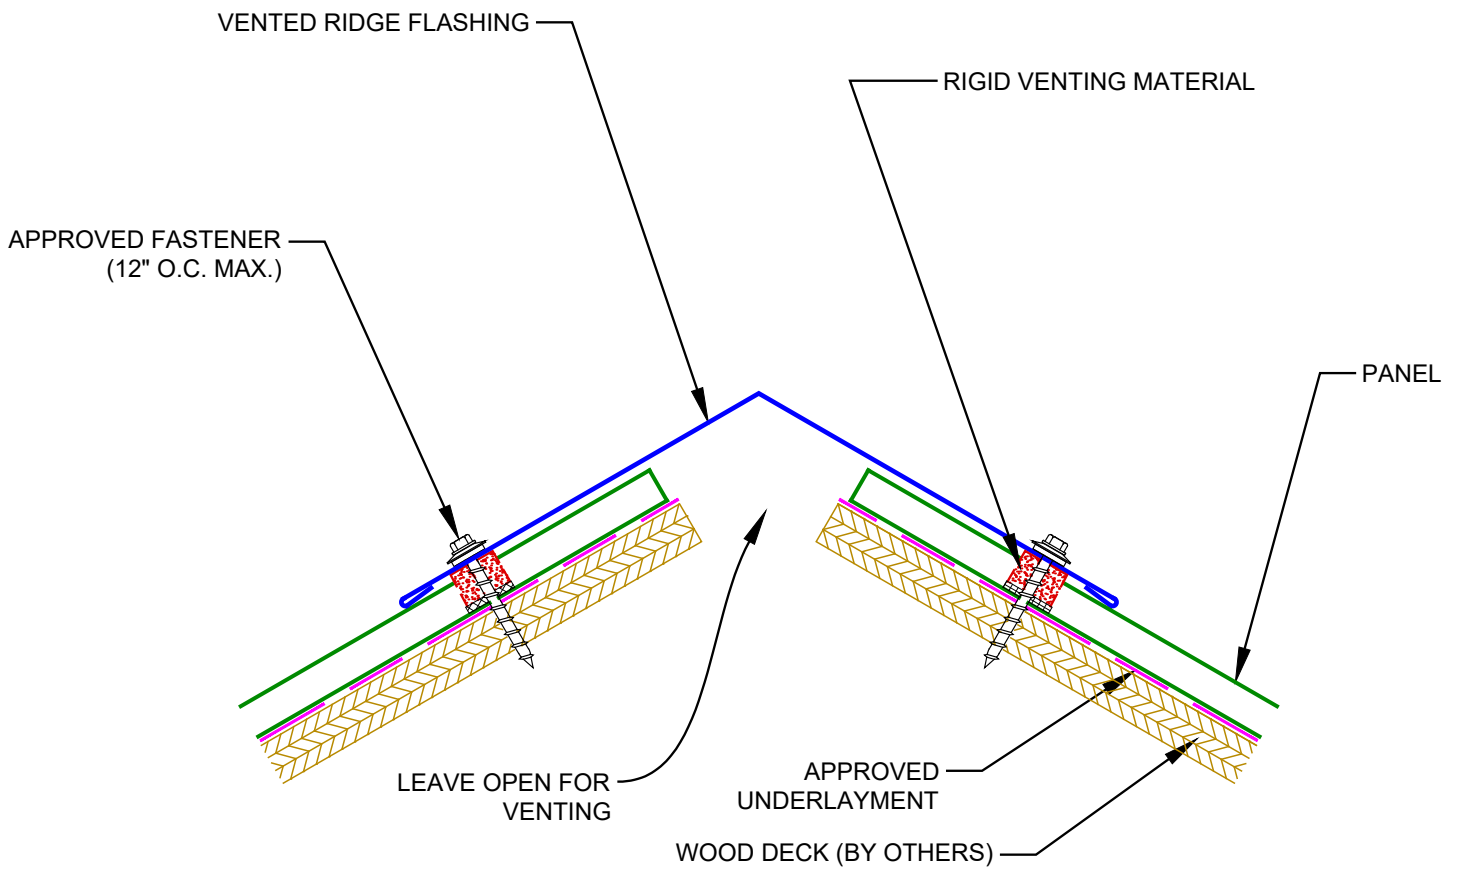 VENTED RIDGE FLASHING
RIGID VENTING MATERIAL
APPROVED FASTENER
(12" O.C. MAX.)
PANEL
LEAVE OPEN FOR
VENTING
APPROVED
UNDERLAYMENT
WOOD DECK (BY OTHERS)